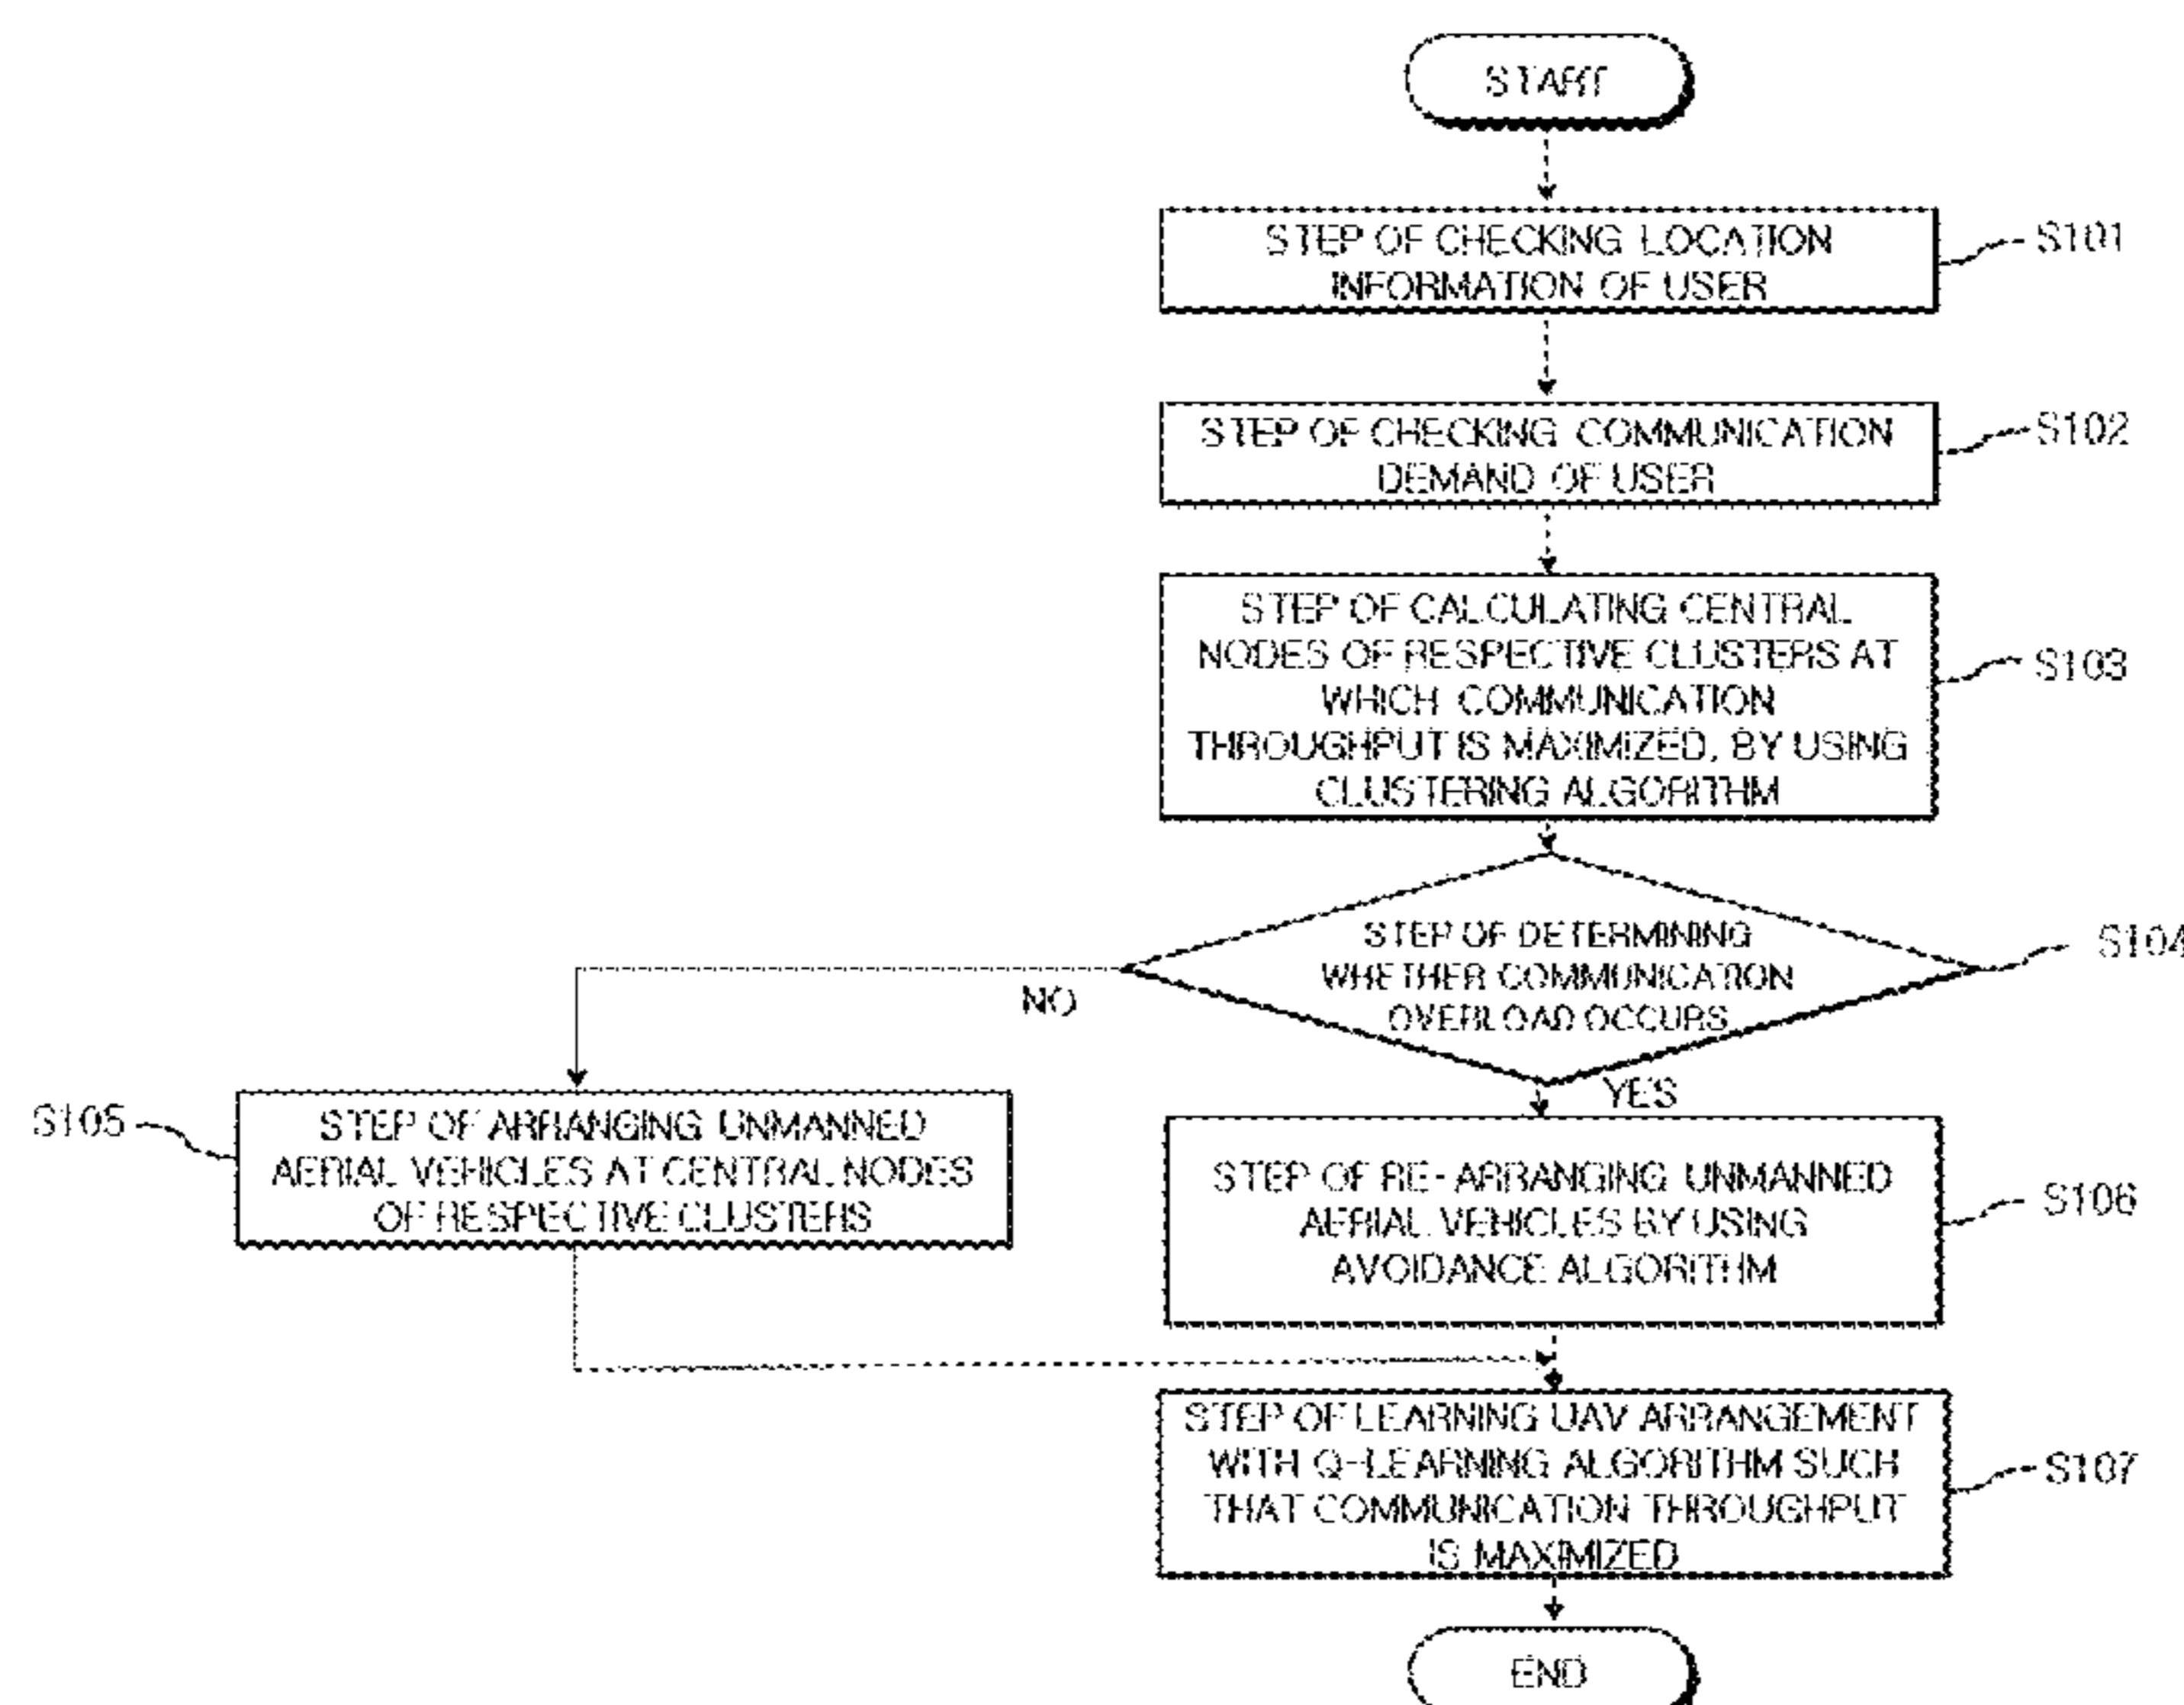 START
STEP OF CHECKING LOCATION
INFORMATION OF USER
S101
STEP OF CHECKING COMMUNICATION
DEMAND OF USER
S102
STEP OF CALCULATING CENTRAL
NODES OF RESPECTIVE CLUSTERS AT
WHICH COMMUNICATION
THROUGHPUT IS MAXIMIZED, BY USING
CLUSTERING ALGORITHM
S103
STEP OF DETERMINING
WHETHER COMMUNICATION
OVERLOAD OCCURS
S104
NO
YES
S105
STEP OF ARRANGING UNMANNED
AERIAL VEHICLES AT CENTRAL NODES
OF RESPECTIVE CLUSTERS
STEP OF RE-ARRANGING UNMANNED
AERIAL VEHICLES BY USING
AVOIDANCE ALGORITHM
S106
STEP OF LEARNING UAV ARRANGEMENT
WITH Q-LEARNING ALGORITHM SUCH
THAT COMMUNICATION THROUGHPUT
IS MAXIMIZED
S107
END